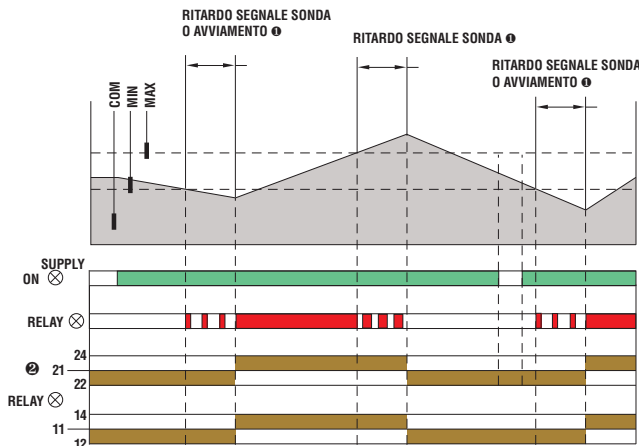 RITARDO SEGNALE SONDA
O AVVIAMENTO ❶
RITARDO SEGNALE SONDA ❶
RITARDO SEGNALE SONDA
O AVVIAMENTO ❶
COM
MIN
MAX
SUPPLY
ON
RELAY
24
❷ 21
22
RELAY
14
11
12